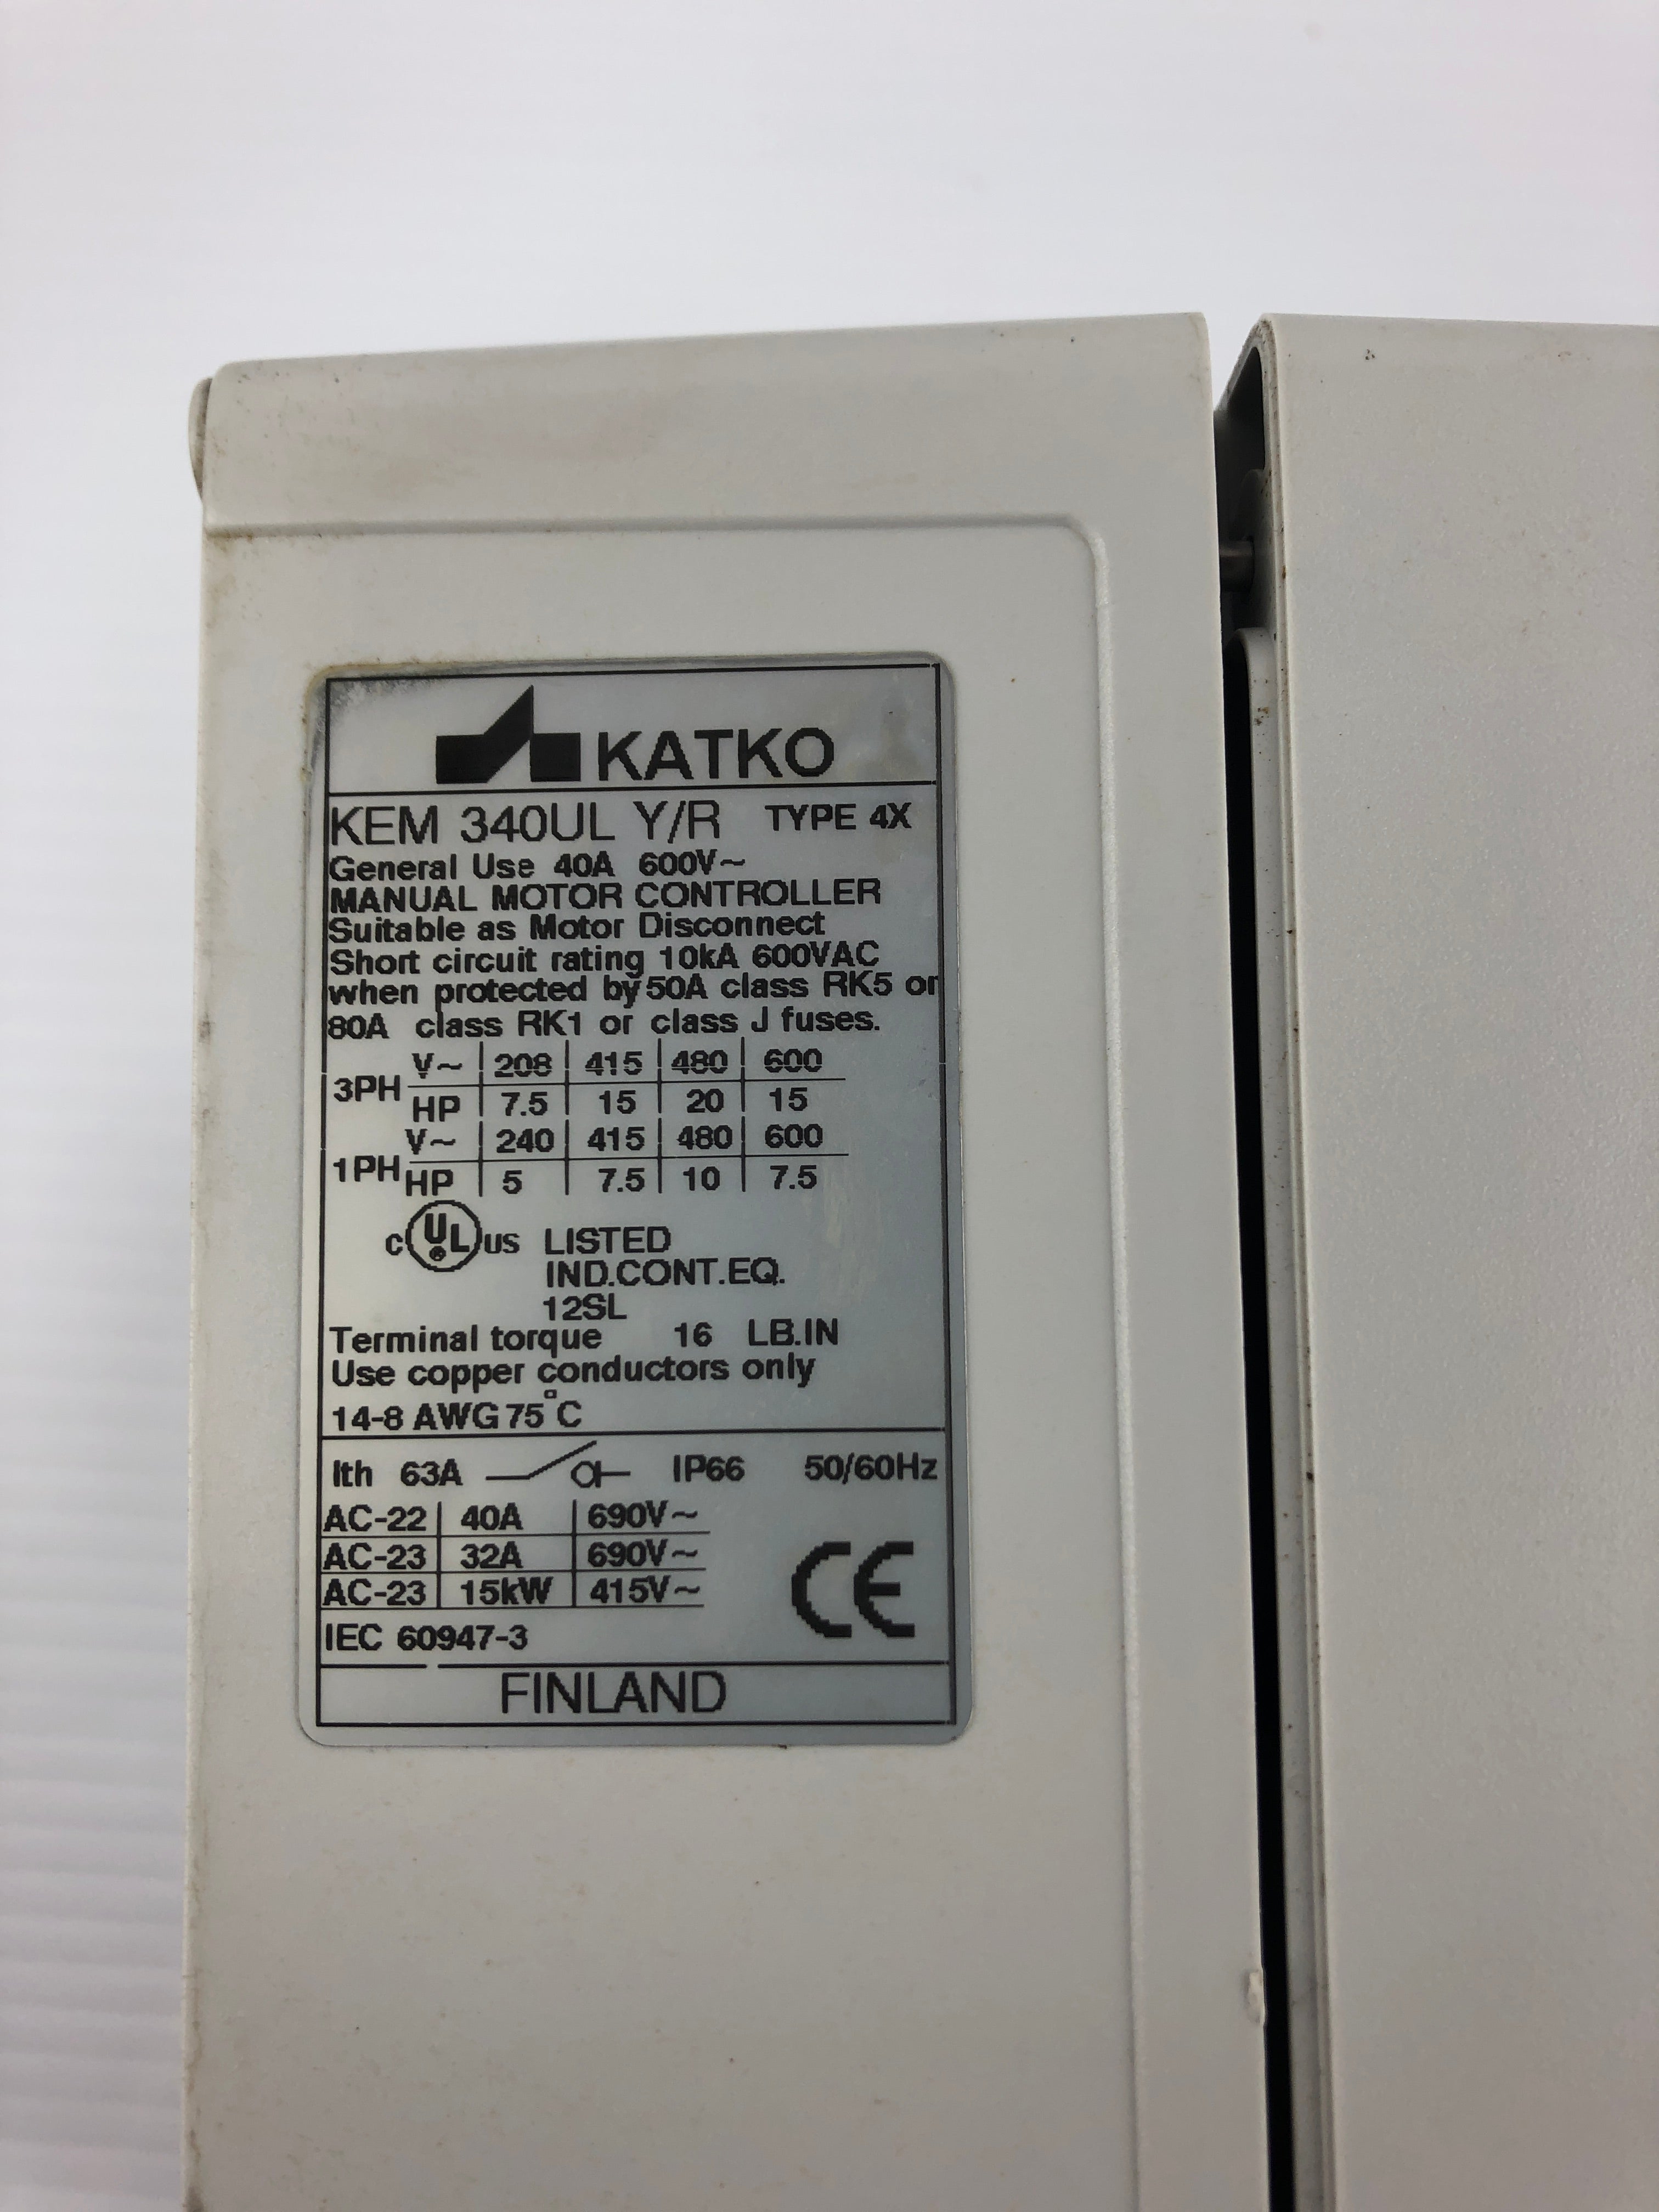 KATKO
KEM 340UL Y/R TYPE 4X
General Use 40A 600V~
MANUAL MOTOR CONTROLLER
Suitable as Motor Disconnect
Short circuit rating 10kA 600VAC
when protected by 50A class RK5 or
80A class RK1 or class J fuses.
3PH V~ | 208 | 415 | 480 | 600
HP | 7.5 | 15 | 20 | 15
1PH V~ | 240 | 415 | 480 | 600
HP | 5 | 7.5 | 10 | 7.5
c UL ® US LISTED
IND.CONT.EQ.
12SL
Terminal torque 16 LB.IN
Use copper conductors only
14-8 AWG 75°C
Ith 63A IP66 50/60Hz
AC-22 | 40A | 690V~
AC-23 | 32A | 690V~
AC-23 | 15kW | 415V~
CE
IEC 60947-3
FINLAND